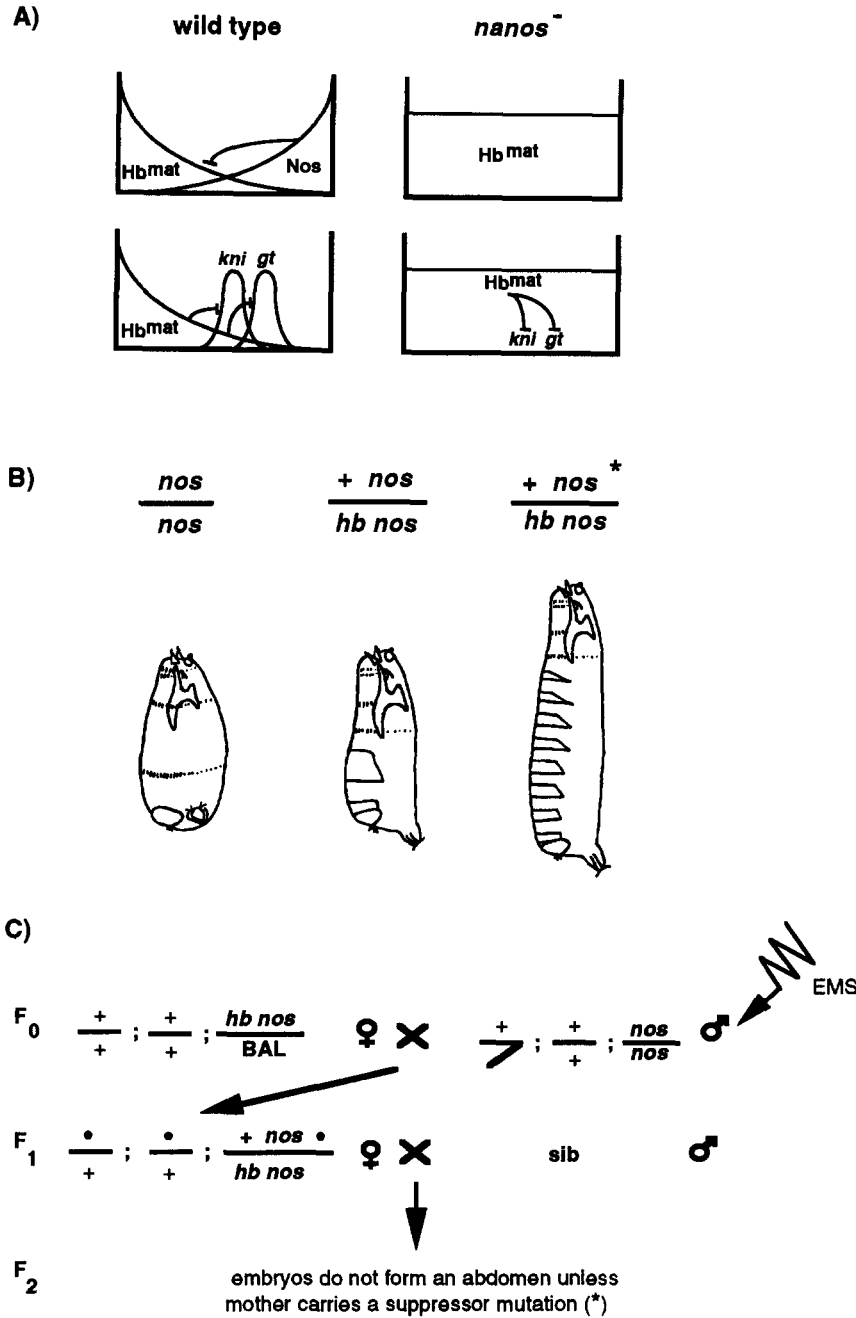 A)
wild type
nanos⁻
Hbmat
Nos
Hbmat
kni gt
Hbmat
Hbmat
kni gt
B)
nos
nos
+ nos
hb nos
+ nos *
hb nos
C)
F0
+
+
;
+
+
;
hb nos
BAL
♀ X
+
;
+
+
;
nos
nos
♂
EMS
F1
•
+
;
•
+
;
+ nos •
hb nos
♀ X
sib
♂
F2
embryos do not form an abdomen unless
mother carries a suppressor mutation (*)